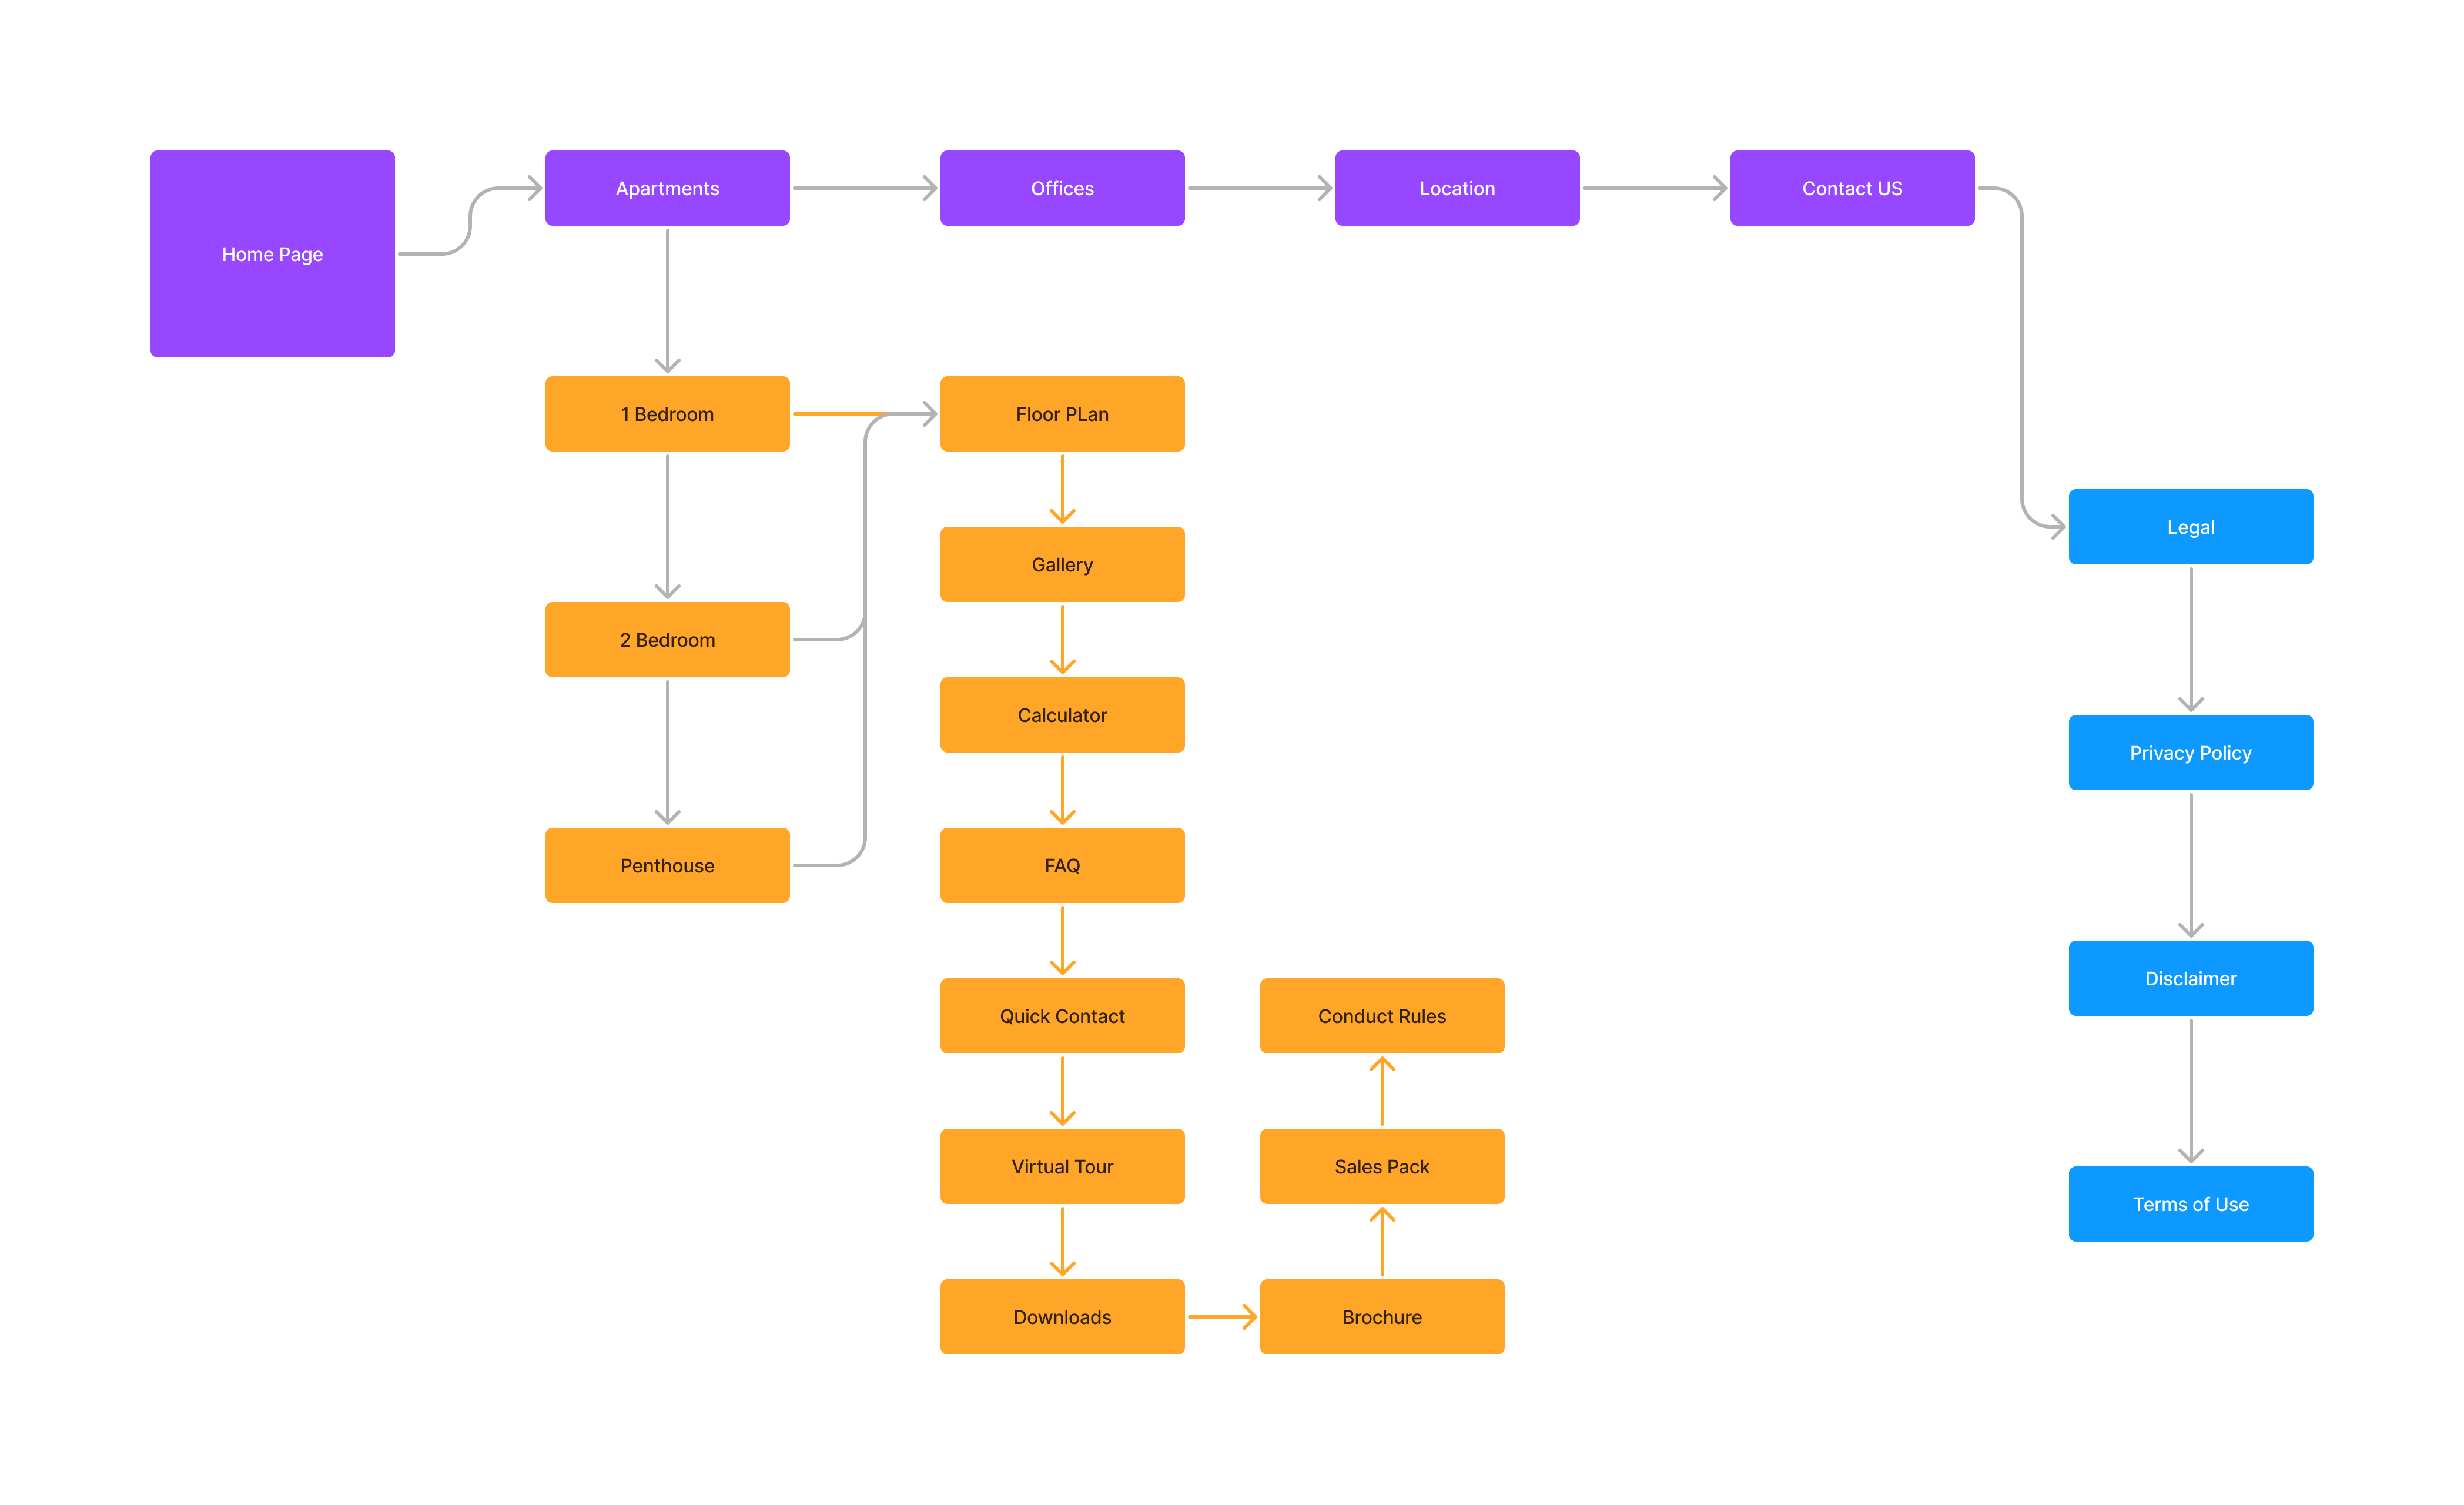 Home Page
Apartments
Offices
Location
Contact US
1 Bedroom
2 Bedroom
Penthouse
Floor PLan
Gallery
Calculator
FAQ
Quick Contact
Virtual Tour
Downloads
Brochure
Sales Pack
Conduct Rules
Legal
Privacy Policy
Disclaimer
Terms of Use